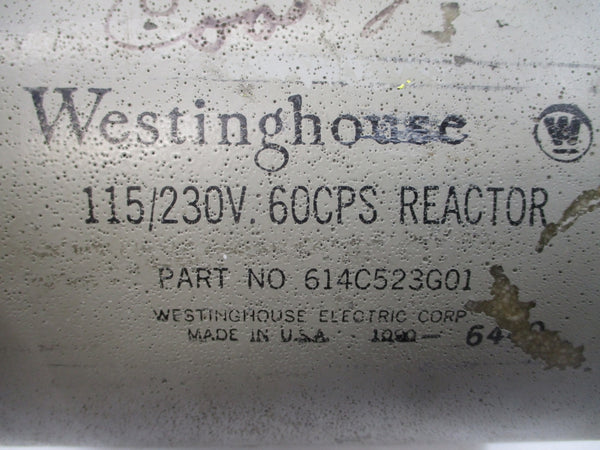 Westinghouse W
115/230V. 60CPS REACTOR
PART NO 614C523G01
WESTINGHOUSE ELECTRIC CORP
MADE IN U.S.A.